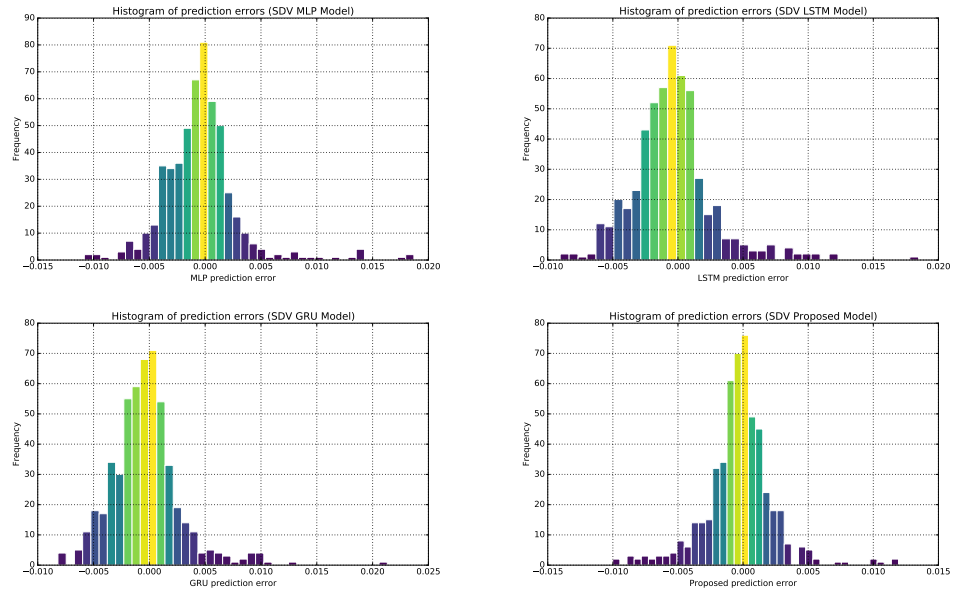 Histogram of prediction errors (SDV MLP Model)
90
80
70
60
50
40
30
20
10
0
Frequency
−0.015 −0.010 −0.005 0.000 0.005 0.010 0.015 0.020
MLP prediction error
Histogram of prediction errors (SDV LSTM Model)
80
70
60
50
40
30
20
10
0
Frequency
−0.010 −0.005 0.000 0.005 0.010 0.015 0.020
LSTM prediction error
Histogram of prediction errors (SDV GRU Model)
80
70
60
50
40
30
20
10
0
Frequency
−0.010 −0.005 0.000 0.005 0.010 0.015 0.020 0.025
GRU prediction error
Histogram of prediction errors (SDV Proposed Model)
80
70
60
50
40
30
20
10
0
Frequency
−0.015 −0.010 −0.005 0.000 0.005 0.010 0.015
Proposed prediction error